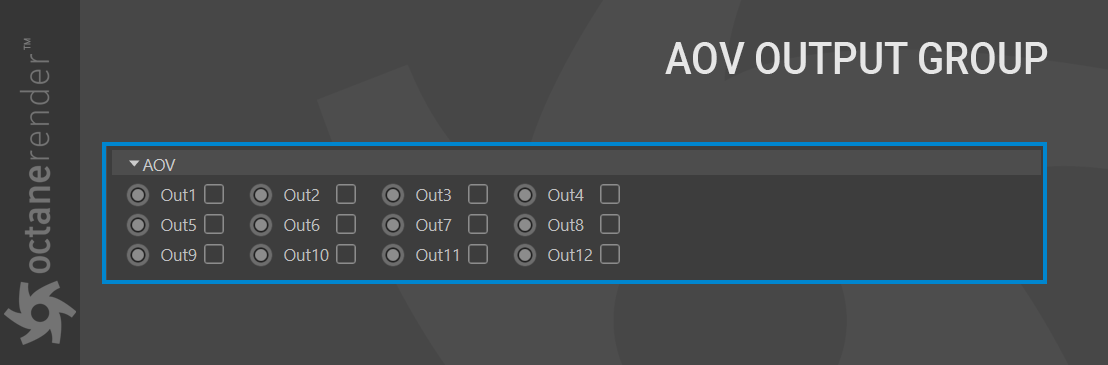 AOV OUTPUT GROUP
octanerender™
AOV
Out1 Out2 Out3 Out4
Out5 Out6 Out7 Out8
Out9 Out10 Out11 Out12